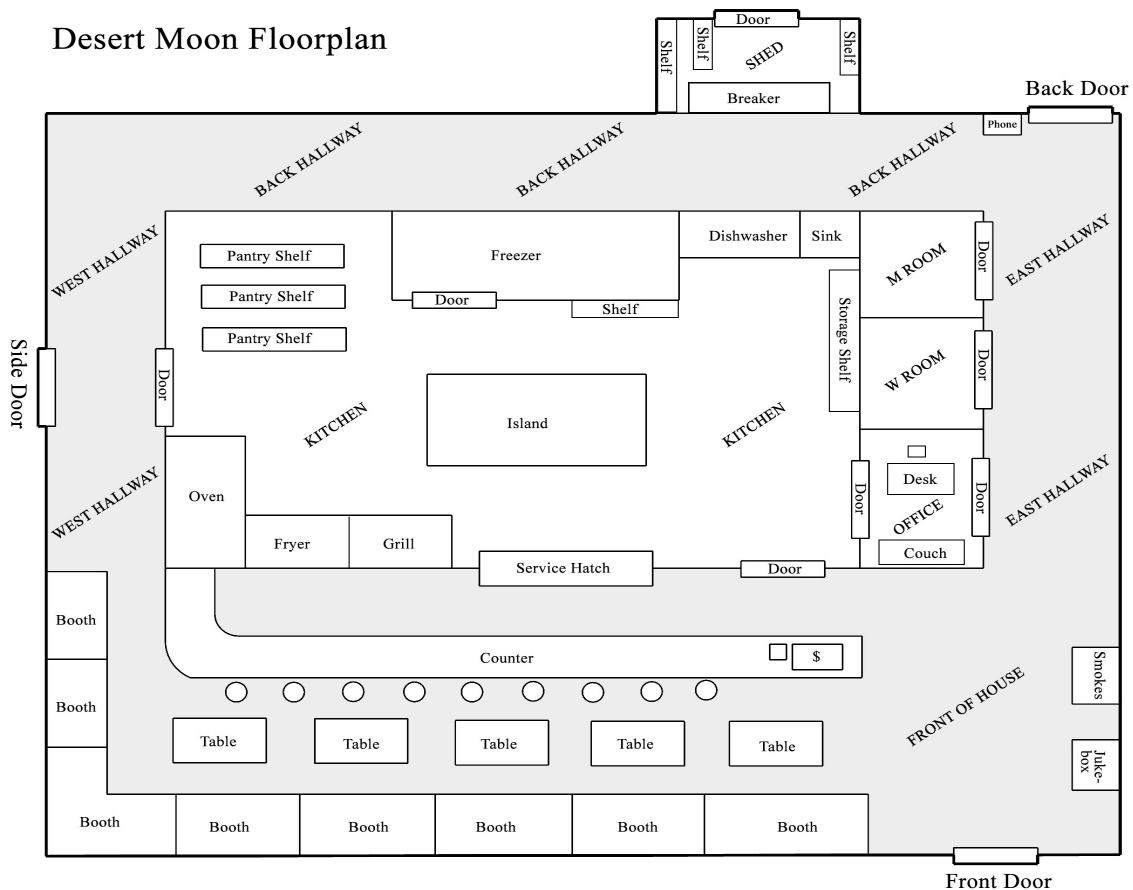 Desert Moon Floorplan
Door
Shelf
Shelf
SHED
Shelf
Breaker
Back Door
Phone
BACK HALLWAY
BACK HALLWAY
BACK HALLWAY
WEST HALLWAY
Pantry Shelf
Pantry Shelf
Pantry Shelf
Freezer
Door
Shelf
Dishwasher
Sink
M ROOM
Door
EAST HALLWAY
Storage Shelf
W ROOM
Door
Side Door
Door
KITCHEN
Island
KITCHEN
WEST HALLWAY
Oven
Fryer
Grill
Service Hatch
Door
Door
Desk
OFFICE
Couch
Door
EAST HALLWAY
Booth
Booth
Counter
$
FRONT OF HOUSE
Smokes
Juke-
box
Table
Table
Table
Table
Table
Booth
Booth
Booth
Booth
Booth
Booth
Front Door